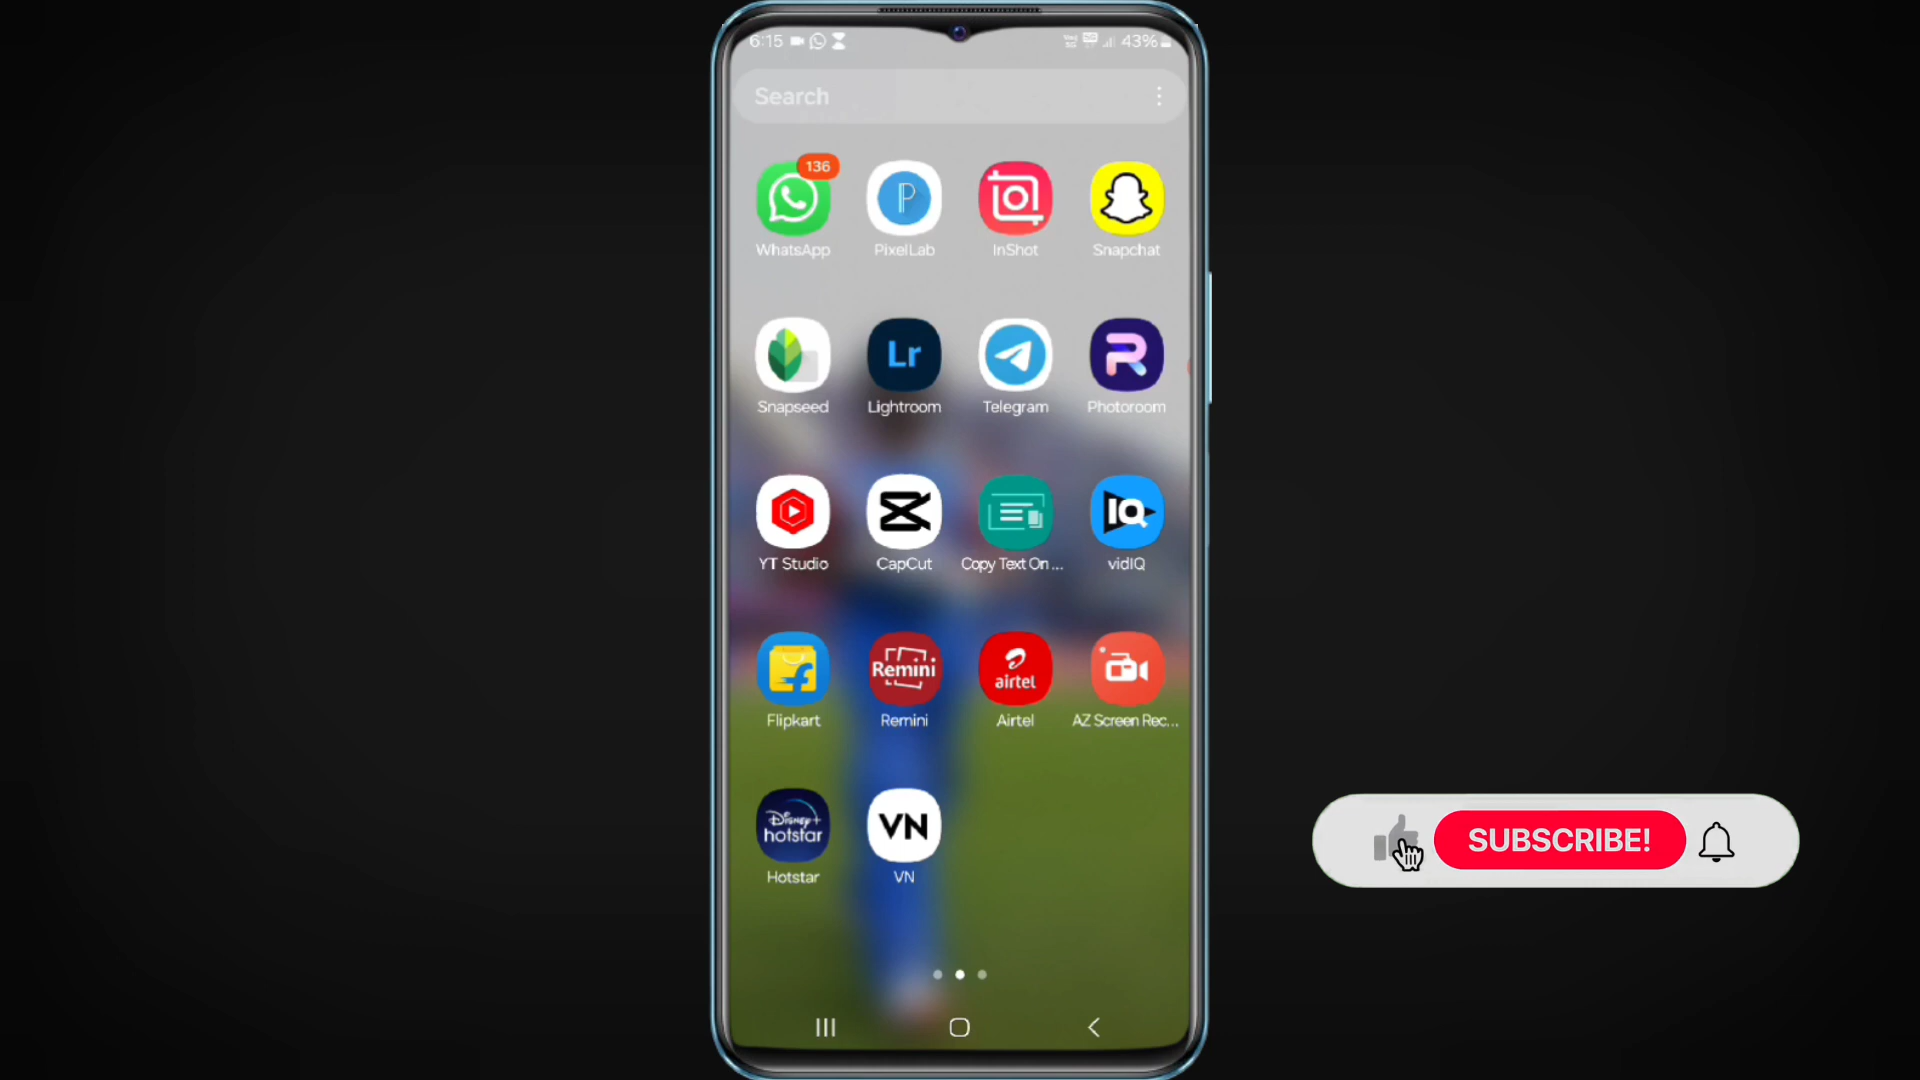 6:15
43%
Search
136
WhatsApp
PixelLab
InShot
Snapchat
Lr
Snapseed
Lightroom
Telegram
Photoroom
IQ
YT Studio
CapCut
Copy Text On ...
vidIQ
Remini
airtel
Flipkart
Remini
Airtel
AZ Screen Rec...
Disney+
hotstar
VN
Hotstar
VN
SUBSCRIBE!